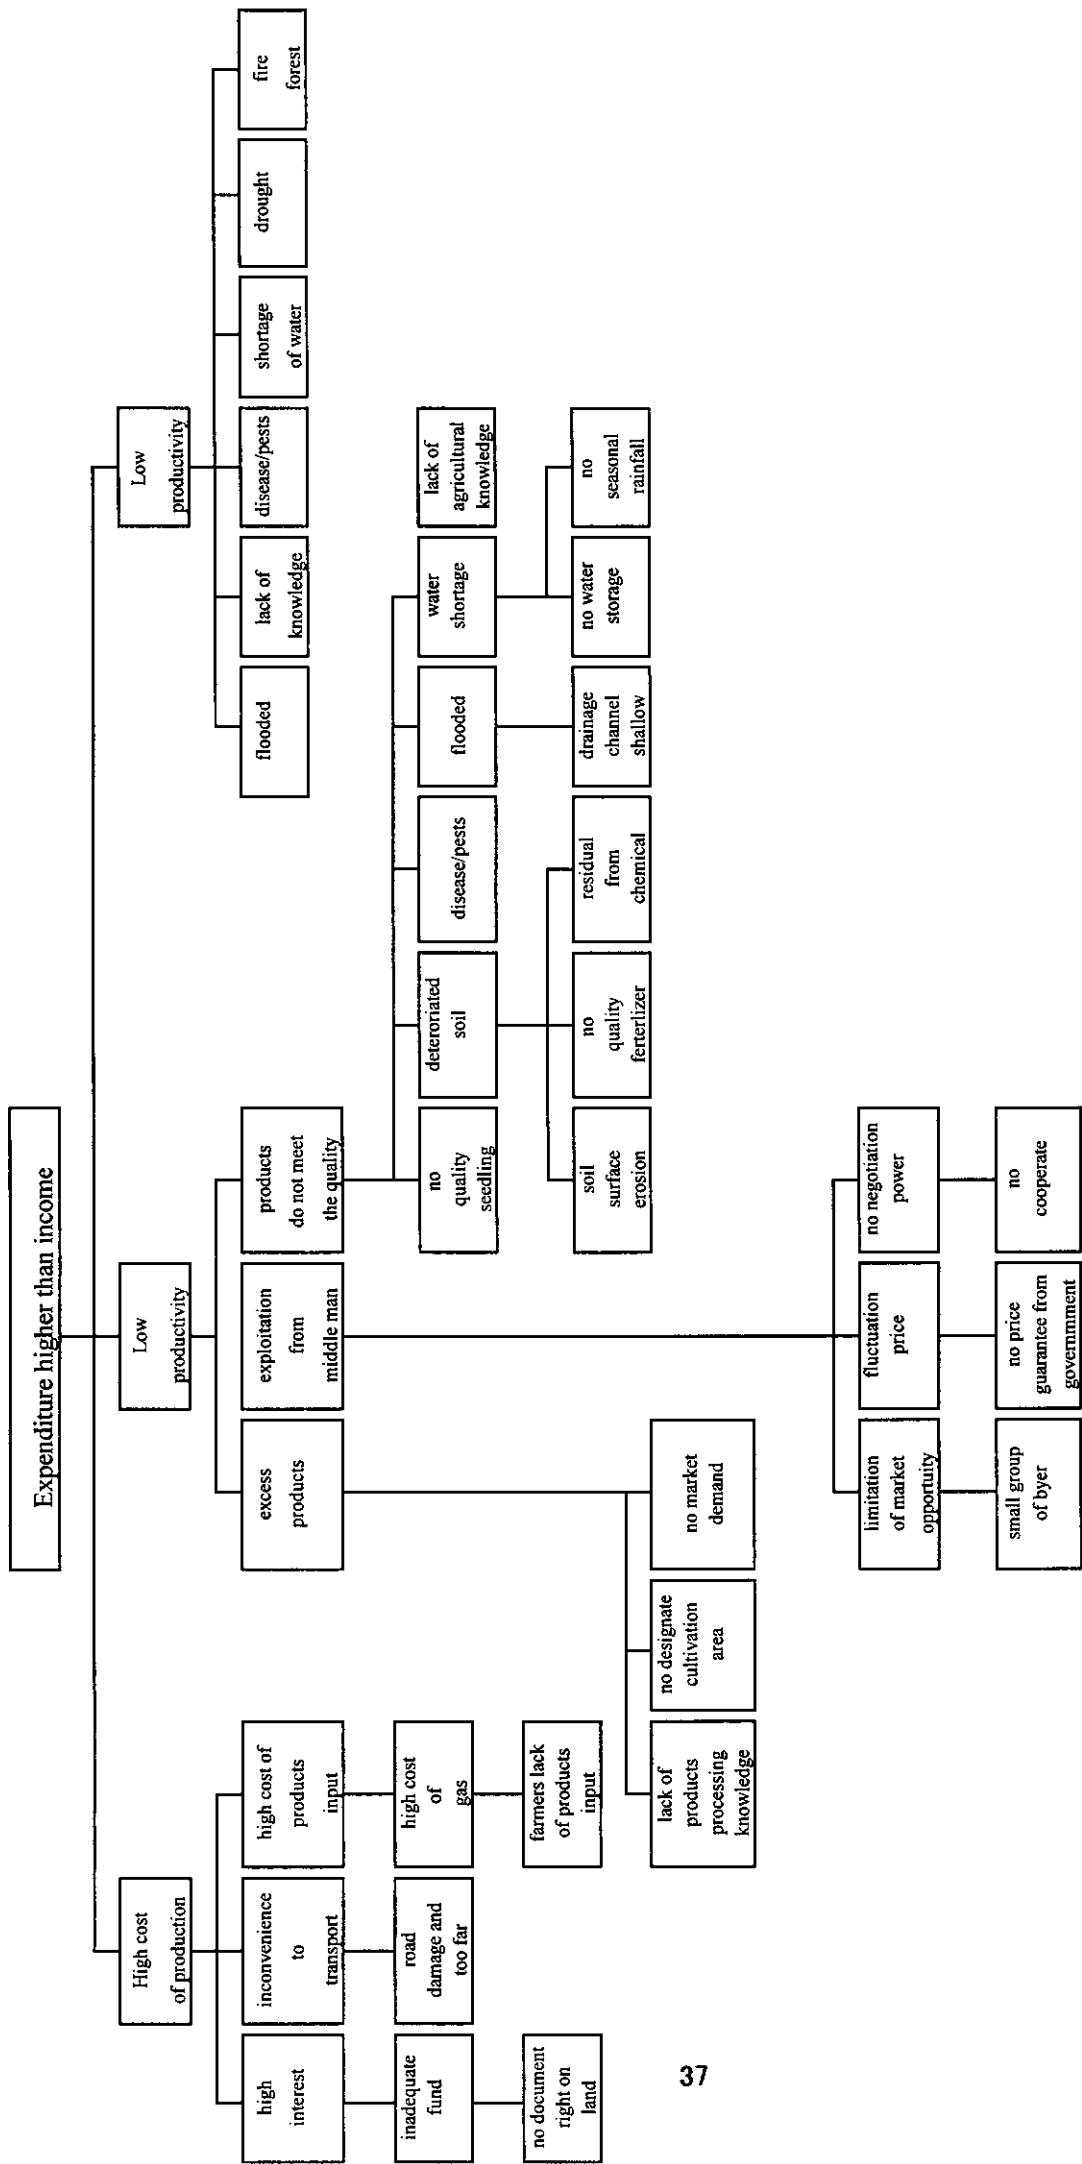 Expenditure higher than income
High cost
of production
Low
productivity
Low
productivity
high
interest
inconvenience
to
transport
high cost of
products
input
excess
products
exploitation
from
middle man
products
do not meet
the quality
flooded
lack of
knowledge
disease/pests
shortage
of water
drought
fire
forest
inadequate
fund
road
damage and
too far
high cost
of
gas
no
quality
seedling
deteroriated
soil
disease/pests
flooded
water
shortage
lack of
agricultural
knowledge
no document
right on
land
farmers lack
of products
input
soil
surface
erosion
no
quality
ferterlizer
residual
from
chemical
drainage
channel
shallow
no water
storage
no
seasonal
rainfall
lack of
products
processing
knowledge
no designate
cultivation
area
no market
demand
limitation
of market
opportuity
fluctuation
price
no negotiation
power
small group
of byer
no price
guarantee from
governmment
no
cooperate
37